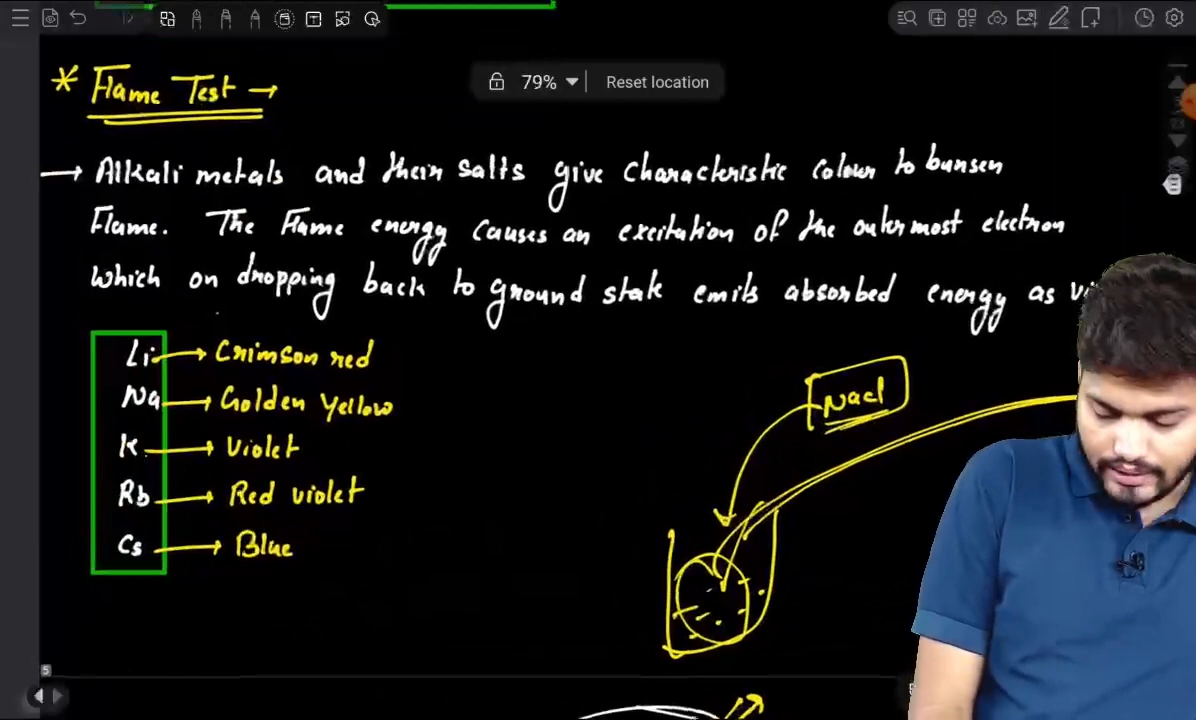 79%
Reset location
* Flame Test →
→ Alkali metals and their salts give characteristic colour to bunsen
Flame. The Flame energy causes an excitation of the outermost electron
which on dropping back to ground state emits absorbed energy as
Li → Crimson red
Na → Golden Yellow
K → Violet
Rb → Red violet
Cs → Blue
Nacl
5